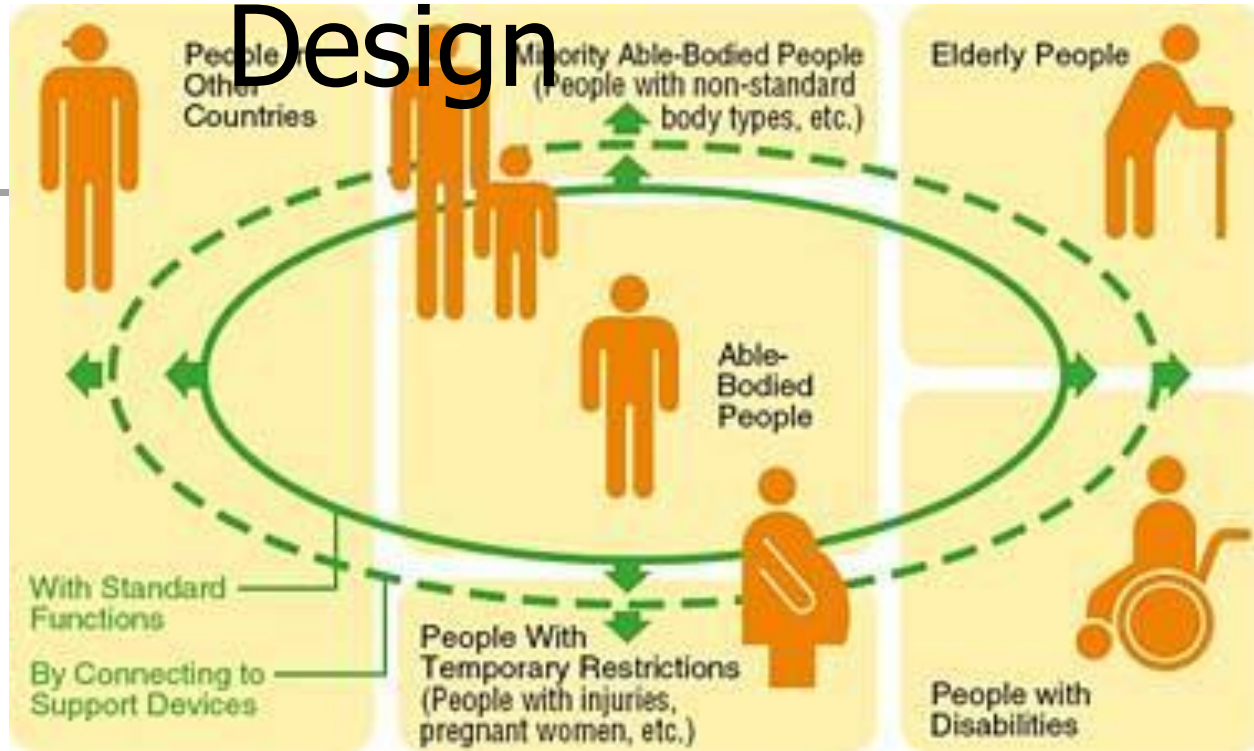 Design
People in
Other
Countries
Minority Able-Bodied People
(People with non-standard
body types, etc.)
Elderly People
Able-
Bodied
People
With Standard
Functions
By Connecting to
Support Devices
People With
Temporary Restrictions
(People with injuries,
pregnant women, etc.)
People with
Disabilities